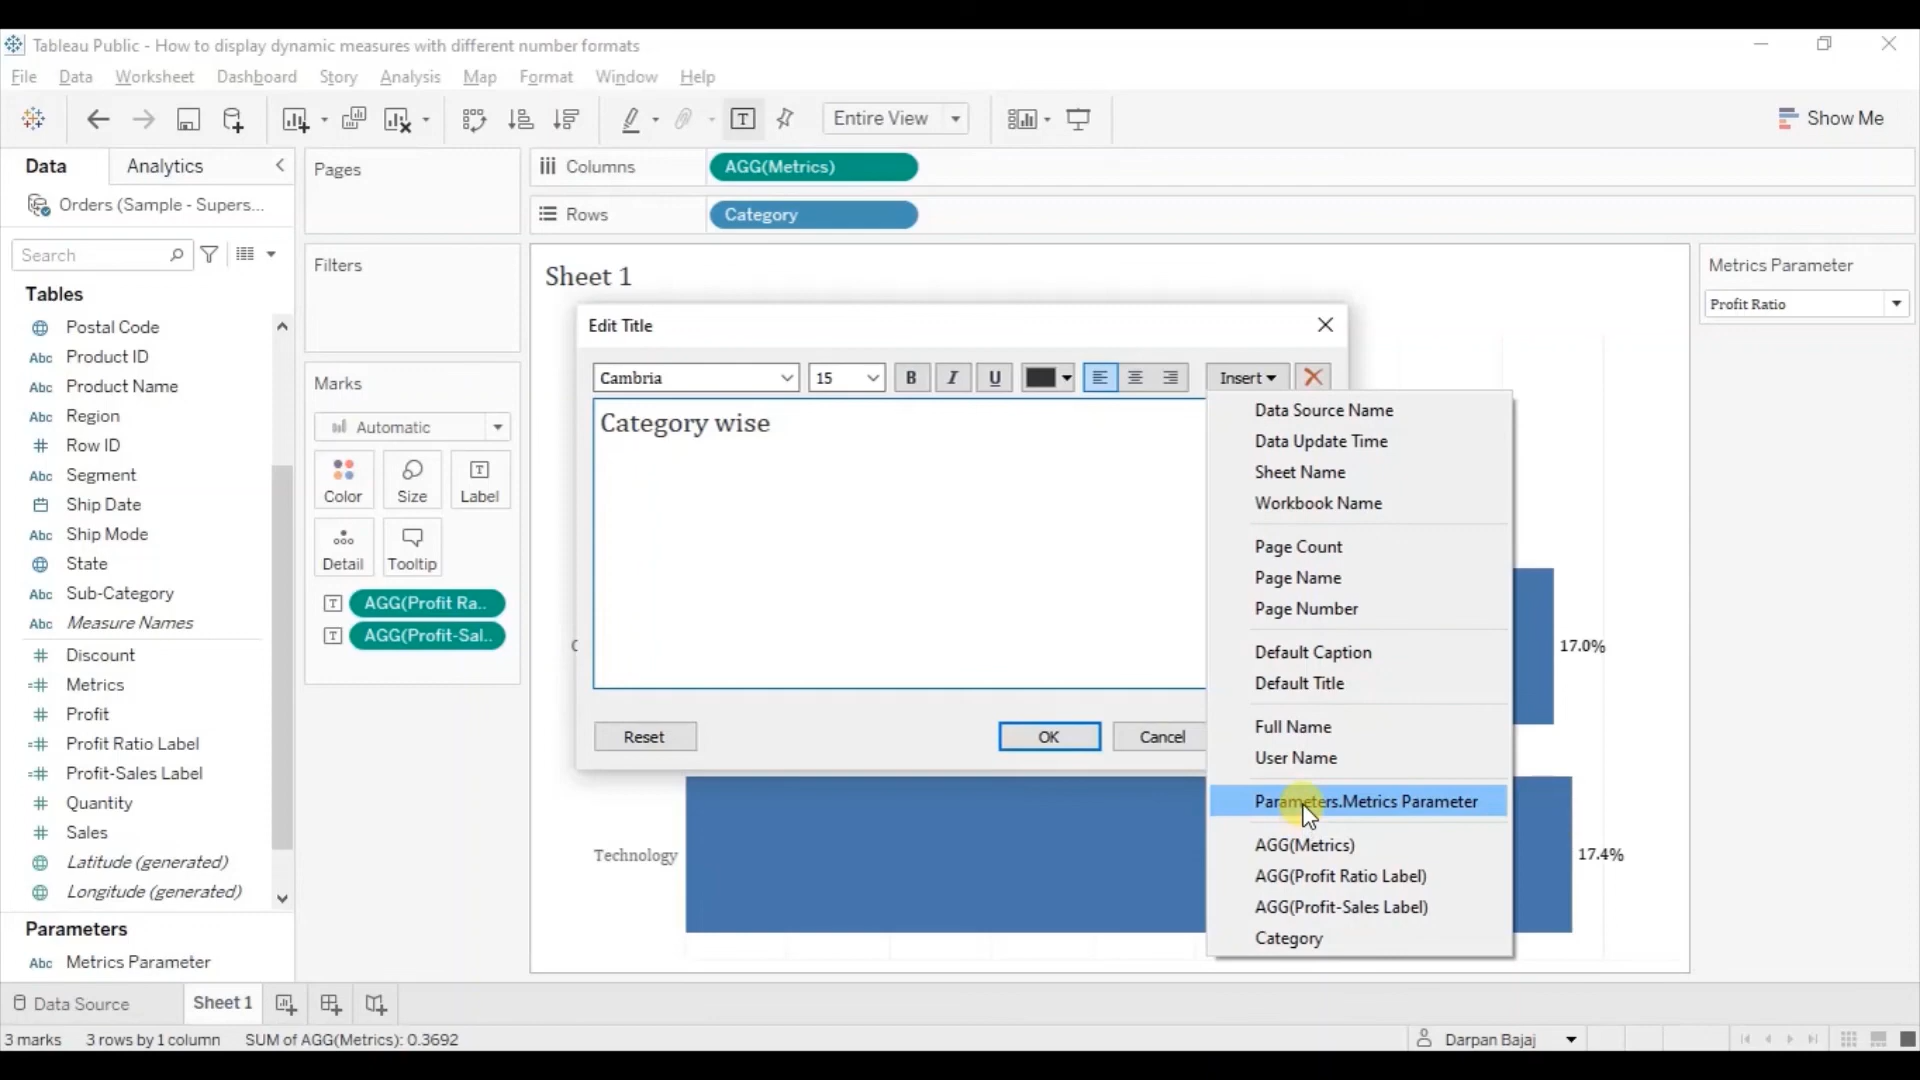 Tableau Public - How to display dynamic measures with different number formats
File Data Worksheet Dashboard Story Analysis Map Format Window Help
Entire View
Show Me
Data Analytics
Orders (Sample - Supers...
Search
Tables
Postal Code
Abc Product ID
Abc Product Name
Abc Region
# Row ID
Abc Segment
Ship Date
Abc Ship Mode
State
Abc Sub-Category
Abc Measure Names
# Discount
=# Metrics
# Profit
=# Profit Ratio Label
=# Profit-Sales Label
# Quantity
# Sales
Latitude (generated)
Longitude (generated)
Parameters
Abc Metrics Parameter
Pages
Filters
Marks
Automatic
Color Size Label
Detail Tooltip
AGG(Profit Ra..
AGG(Profit-Sal..
Columns AGG(Metrics)
Rows Category
Sheet 1
Edit Title
Cambria 15 B I U Insert
Category wise
Reset OK Cancel
Data Source Name
Data Update Time
Sheet Name
Workbook Name
Page Count
Page Name
Page Number
Default Caption
Default Title
Full Name
User Name
Parameters.Metrics Parameter
AGG(Metrics)
AGG(Profit Ratio Label)
AGG(Profit-Sales Label)
Category
17.0%
Technology
17.4%
Metrics Parameter
Profit Ratio
Data Source Sheet 1
3 marks 3 rows by 1 column SUM of AGG(Metrics): 0.3692
Darpan Bajaj